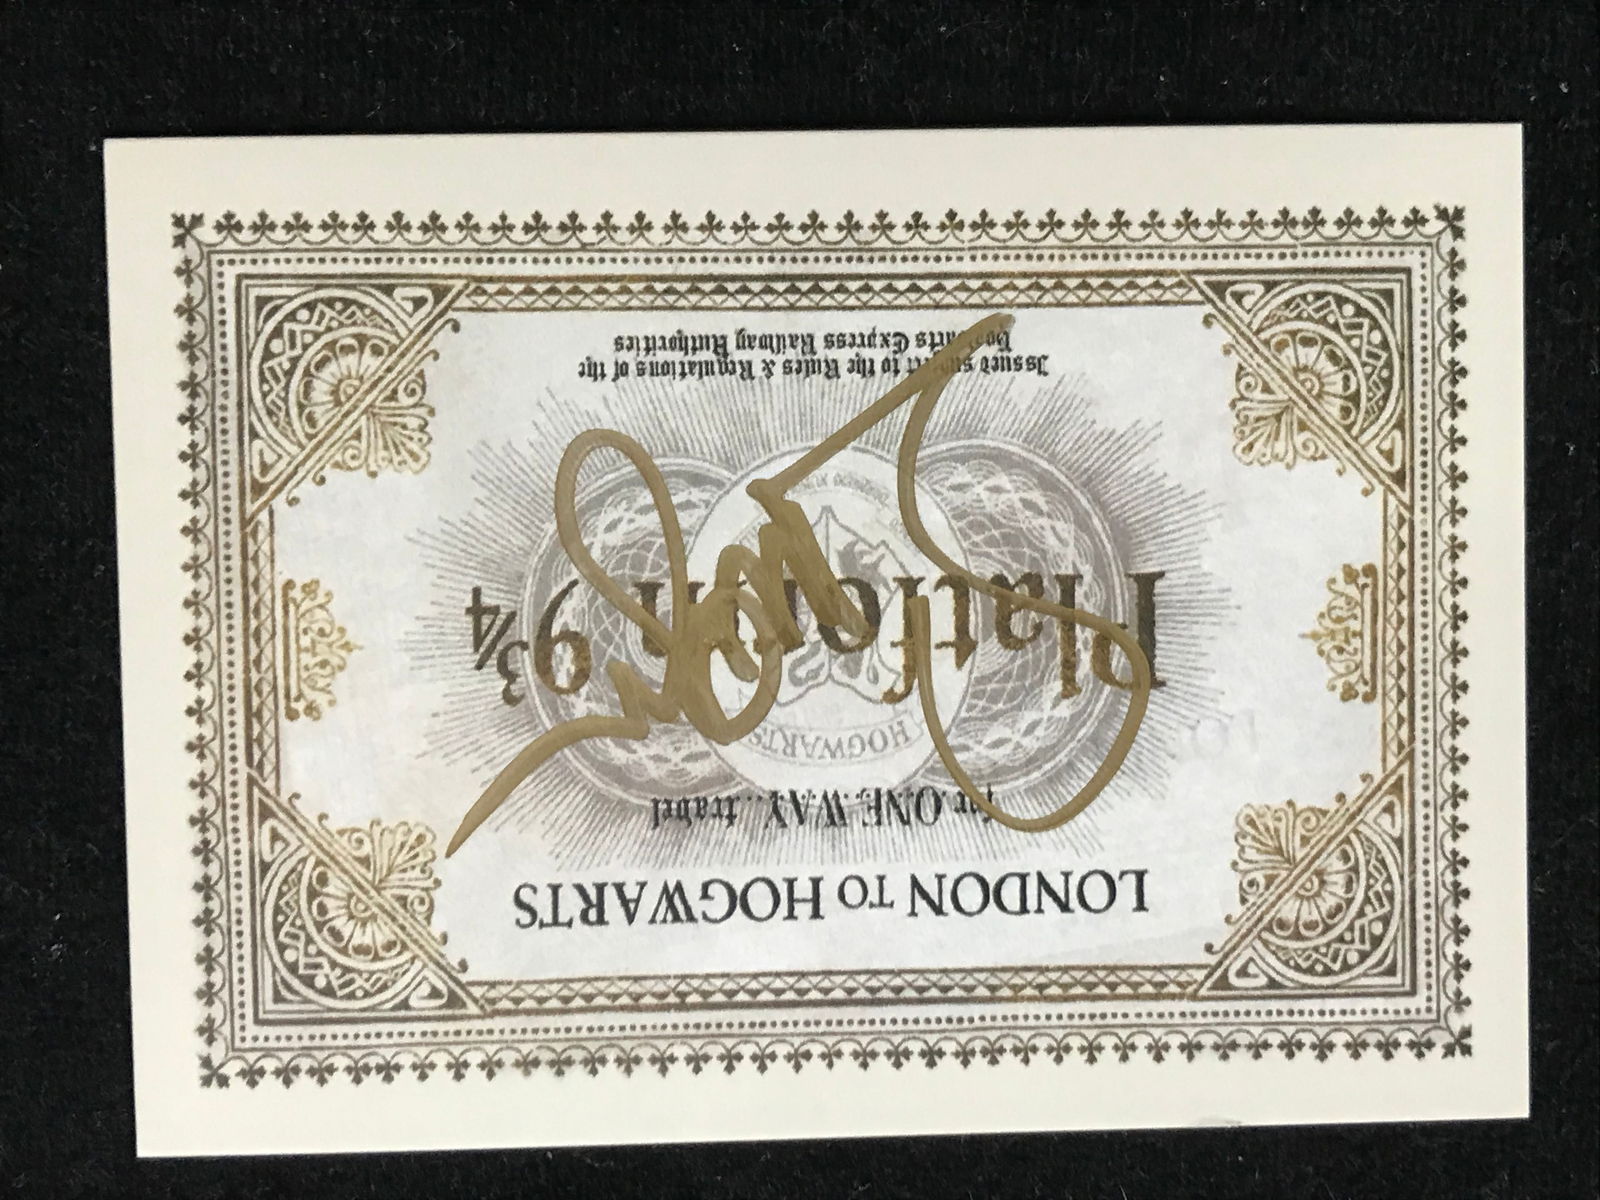 LONDON TO HOGWARTS
for ONE WAY travel
HOGWARTS
Platform 9¾
Issued subject to the Rules & Regulations of the
Hogwarts Express Railway Authorities